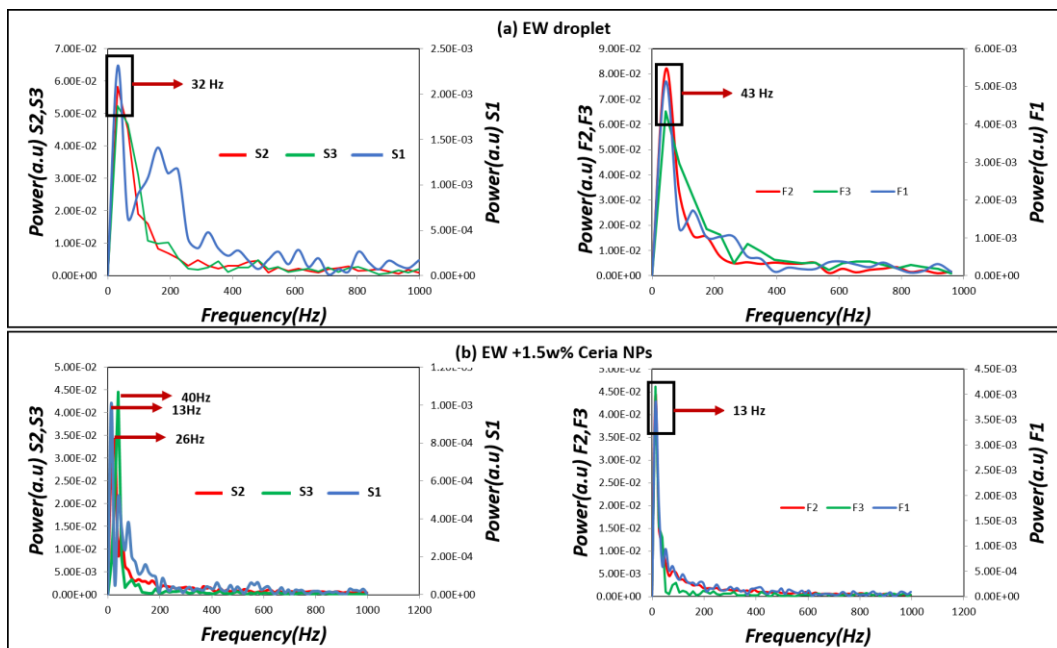 (a) EW droplet
7.00E-02
6.00E-02
5.00E-02
4.00E-02
3.00E-02
2.00E-02
1.00E-02
0.00E+00
Power(a.u) S2,S3
2.50E-03
2.00E-03
1.50E-03
1.00E-03
5.00E-04
0.00E+00
Power(a.u) S1
32 Hz
S2 S3 S1
0 200 400 600 800 1000
Frequency(Hz)
9.00E-02
8.00E-02
7.00E-02
6.00E-02
5.00E-02
4.00E-02
3.00E-02
2.00E-02
1.00E-02
0.00E+00
Power(a.u) F2,F3
6.00E-03
5.00E-03
4.00E-03
3.00E-03
2.00E-03
1.00E-03
0.00E+00
Power(a.u) F1
43 Hz
F2 F3 F1
0 200 400 600 800 1000
Frequency(Hz)
(b) EW +1.5w% Ceria NPs
5.00E-02
4.50E-02
4.00E-02
3.50E-02
3.00E-02
2.50E-02
2.00E-02
1.50E-02
1.00E-02
5.00E-03
0.00E+00
Power(a.u) S2,S3
1.20E-03
1.00E-03
8.00E-04
6.00E-04
4.00E-04
2.00E-04
0.00E+00
Power(a.u) S1
40Hz
13Hz
26Hz
S2 S3 S1
0 200 400 600 800 1000 1200
Frequency(Hz)
5.00E-02
4.50E-02
4.00E-02
3.50E-02
3.00E-02
2.50E-02
2.00E-02
1.50E-02
1.00E-02
5.00E-03
0.00E+00
Power(a.u) F2,F3
4.50E-03
4.00E-03
3.50E-03
3.00E-03
2.50E-03
2.00E-03
1.50E-03
1.00E-03
5.00E-04
0.00E+00
Power(a.u) F1
13 Hz
F2 F3 F1
0 200 400 600 800 1000 1200
Frequency(Hz)